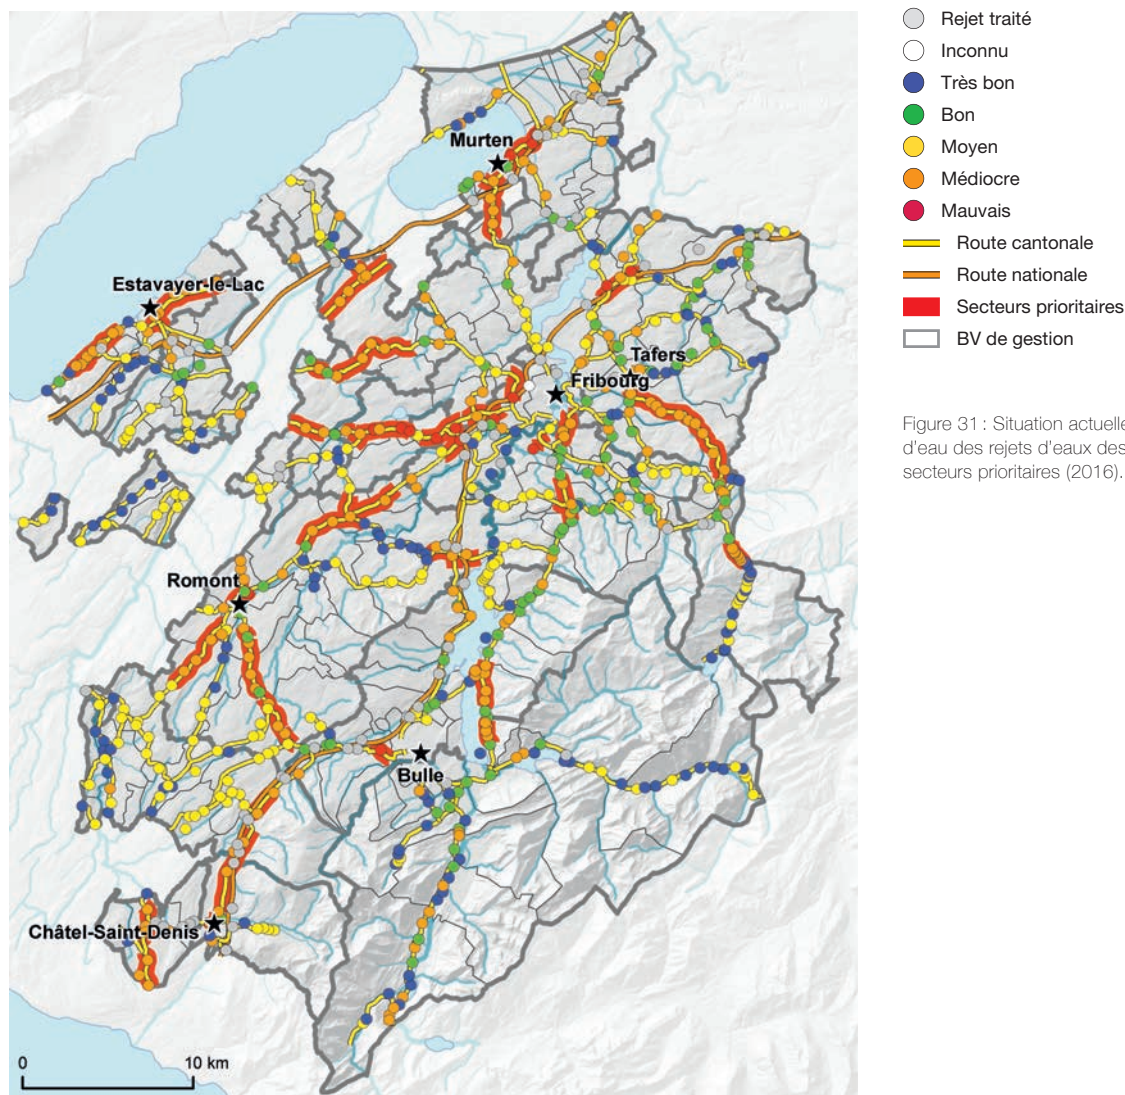 Rejet traité
Inconnu
Très bon
Bon
Moyen
Médiocre
Mauvais
Route cantonale
Route nationale
Secteurs prioritaires
BV de gestion
Figure 31 : Situation actuelle
d'eau des rejets d'eaux des
secteurs prioritaires (2016).
Murten
Estavayer-le-Lac
Tafers
Fribourg
Romont
Bulle
Châtel-Saint-Denis
0 10 km